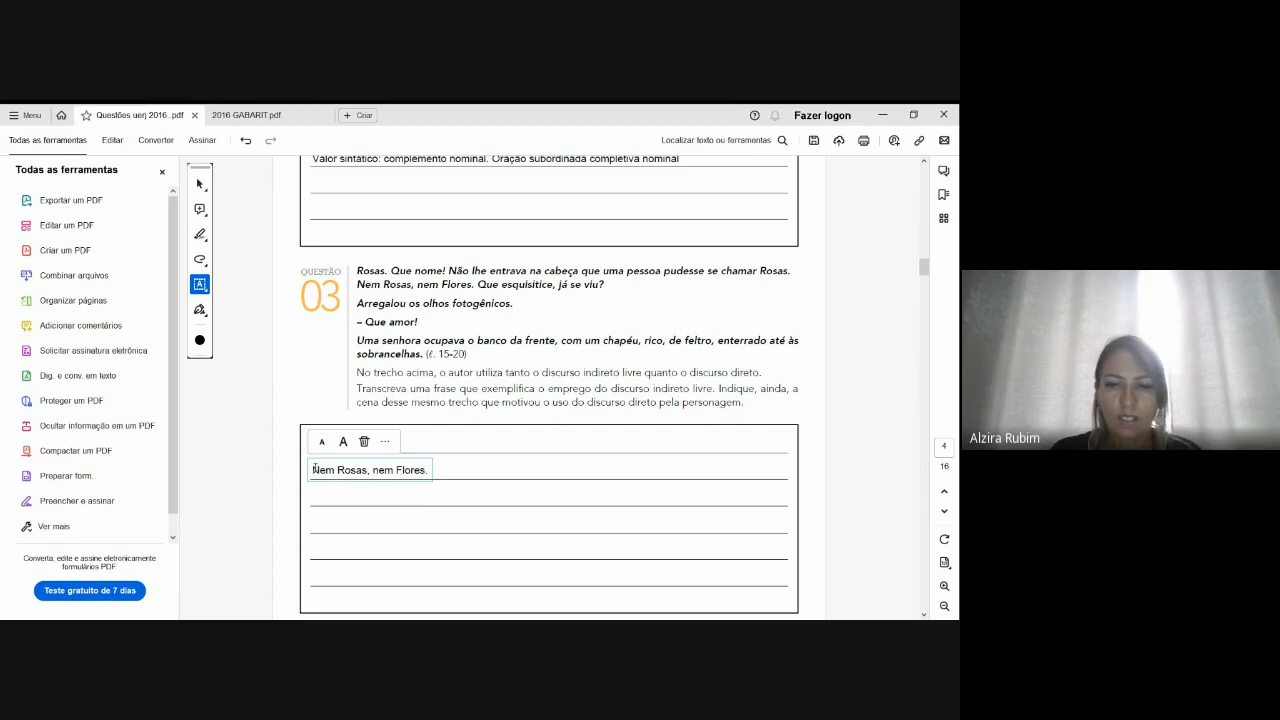 Menu
Questões uerj 2016..pdf
2016 GABARIT.pdf
+ Criar
Fazer logon
Todas as ferramentas
Editar
Converter
Assinar
Localizar texto ou ferramentas
Todas as ferramentas
Exportar um PDF
Editar um PDF
Criar um PDF
Combinar arquivos
Organizar páginas
Adicionar comentários
Solicitar assinatura eletrônica
Dig. e conv. em texto
Proteger um PDF
Ocultar informação em um PDF
Compactar um PDF
Preparar form.
Preencher e assinar
Ver mais
Converta, edite e assine eletronicamente
formulários PDF
Teste gratuito de 7 dias
Valor sintático: complemento nominal. Oração subordinada completiva nominal
QUESTÃO
03
Rosas. Que nome! Não lhe entrava na cabeça que uma pessoa pudesse se chamar Rosas.
Nem Rosas, nem Flores. Que esquisitice, já se viu?
Arregalou os olhos fotogênicos.
– Que amor!
Uma senhora ocupava o banco da frente, com um chapéu, rico, de feltro, enterrado até às
sobrancelhas. (ℓ. 15-20)
No trecho acima, o autor utiliza tanto o discurso indireto livre quanto o discurso direto.
Transcreva uma frase que exemplifica o emprego do discurso indireto livre. Indique, ainda, a
cena desse mesmo trecho que motivou o uso do discurso direto pela personagem.
A A ...
Nem Rosas, nem Flores.
4
16
Alzira Rubim